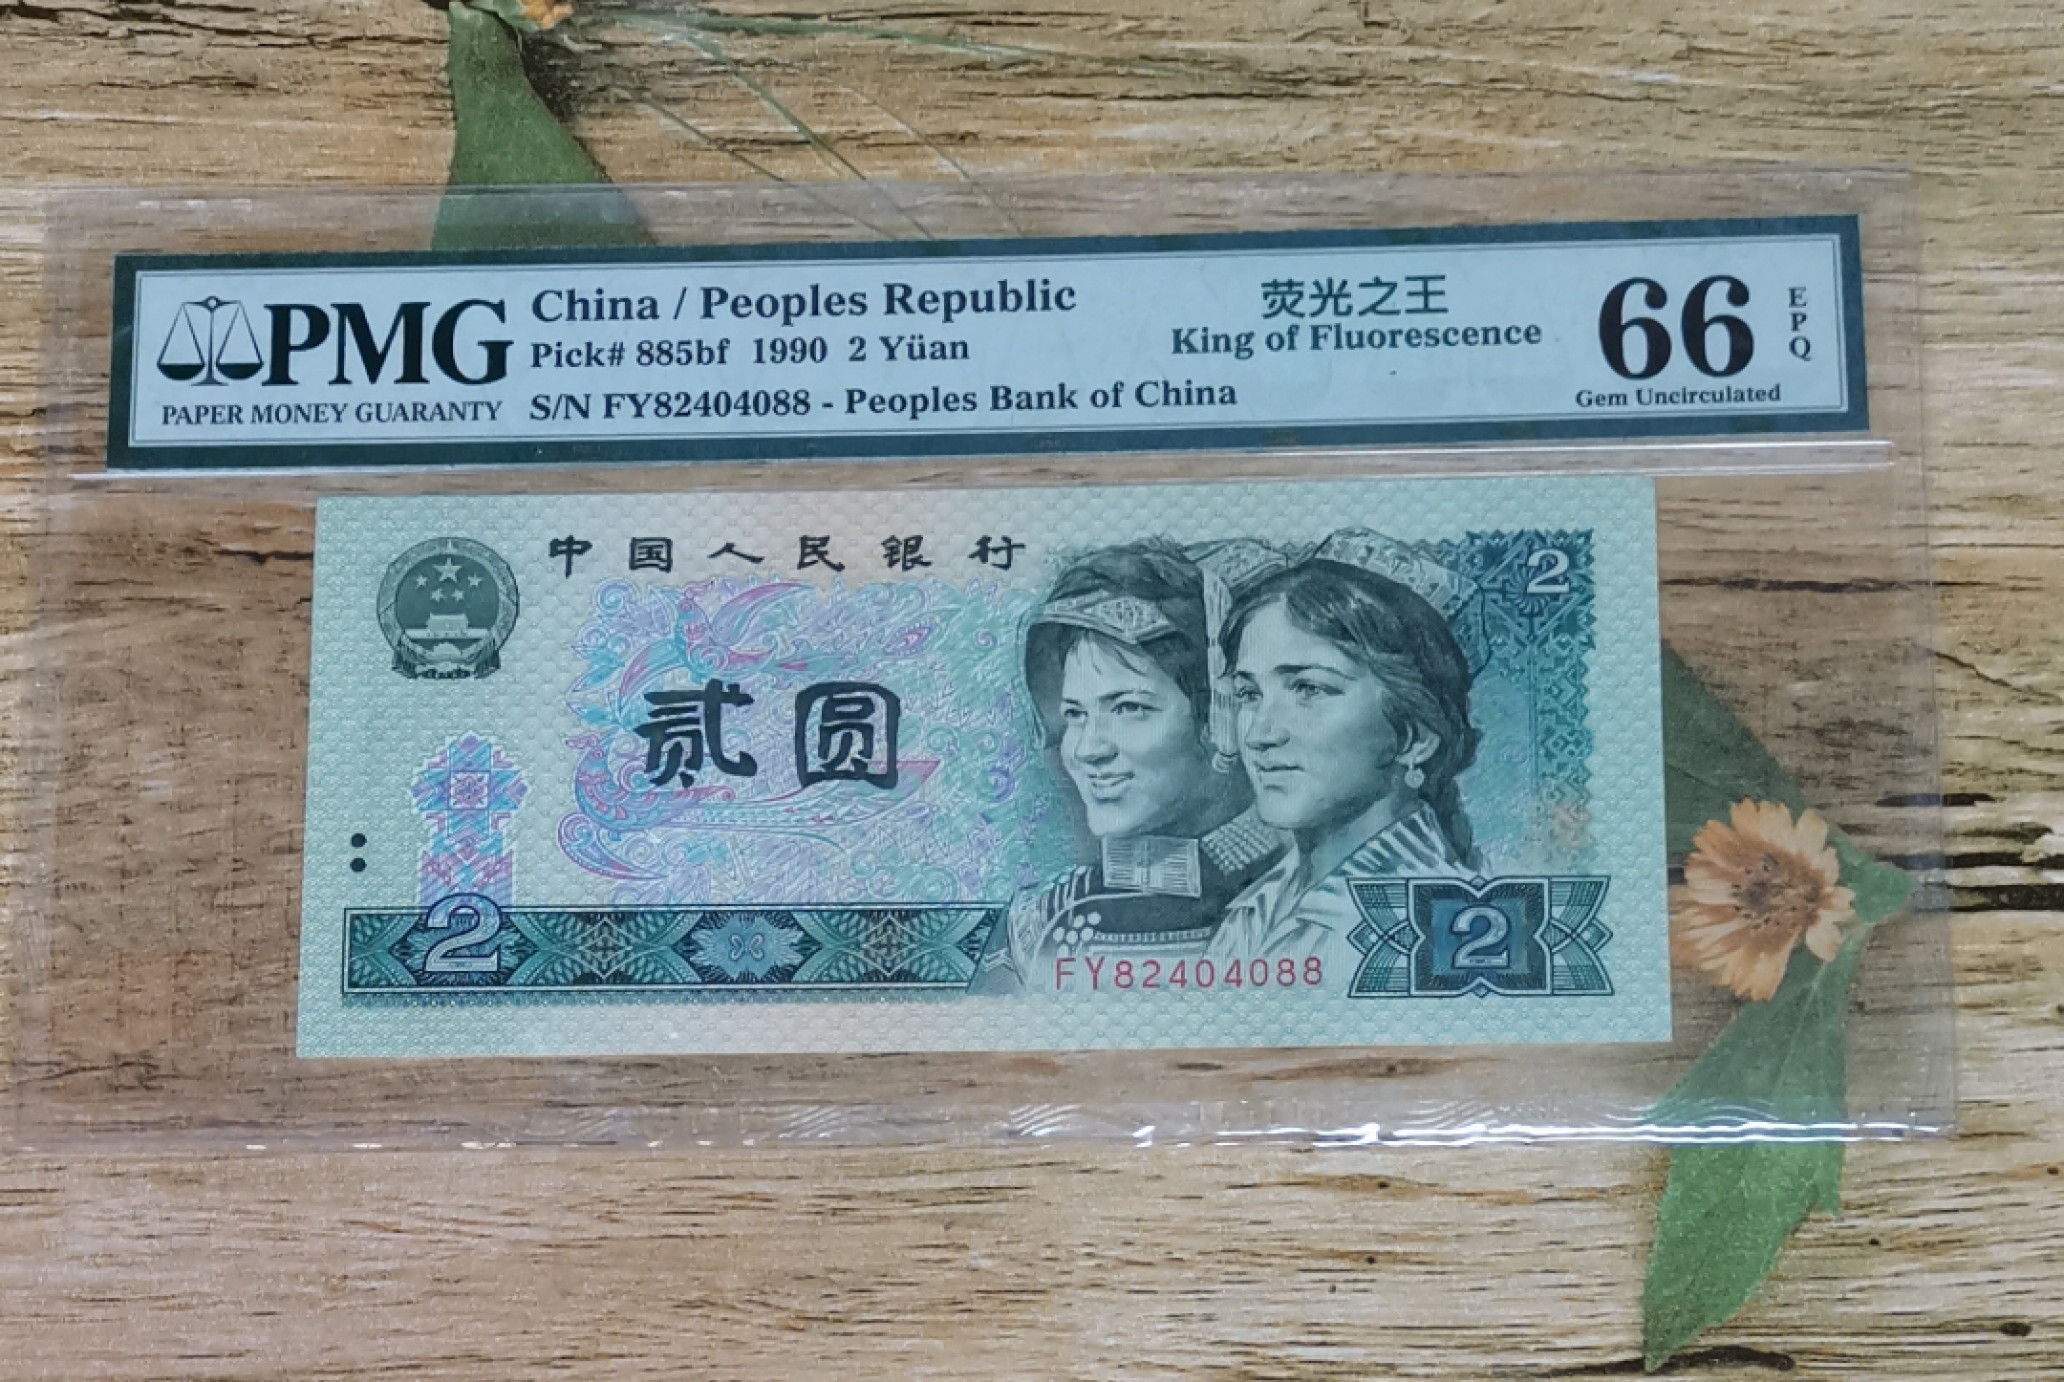 PMG
PAPER MONEY GUARANTY
China / Peoples Republic
Pick# 885bf 1990 2 Yüan
S/N FY82404088 - Peoples Bank of China
荧光之王
King of Fluorescence
66
EPQ
Gem Uncirculated
中国人民银行
2
贰圆
2
FY82404088
2